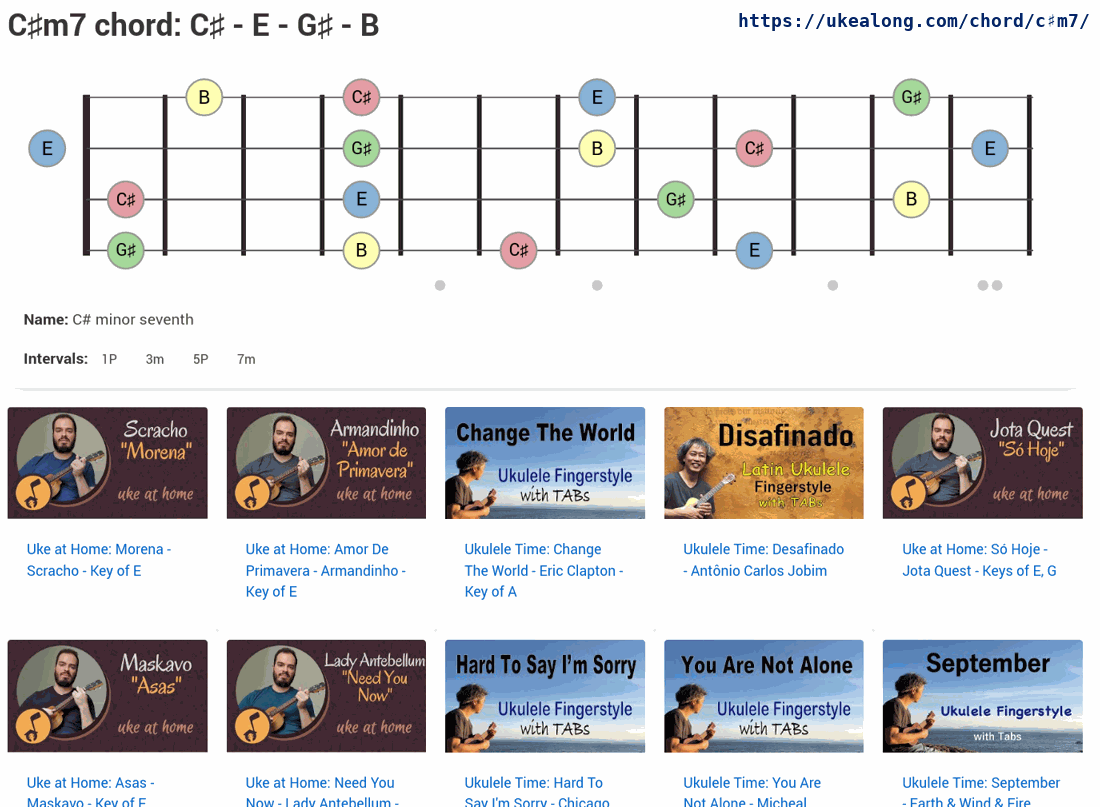 C♯m7 chord: C♯ - E - G♯ - B
https://ukealong.com/chord/c♯m7/
B C♯ E G♯
E G♯ B C♯ E
C♯ E G♯ B
G♯ B C♯ E
Name: C# minor seventh
Intervals: 1P 3m 5P 7m
Scracho
"Morena"
uke at home
Armandinho
"Amor de
Primavera"
uke at home
Change The World
Ukulele Fingerstyle
with TABs
Disafinado
Latin Ukulele
Fingerstyle
with TABs
Jota Quest
"Só Hoje"
uke at home
Uke at Home: Morena -
Scracho - Key of E
Uke at Home: Amor De
Primavera - Armandinho -
Key of E
Ukulele Time: Change
The World - Eric Clapton -
Key of A
Ukulele Time: Desafinado
- Antônio Carlos Jobim
Uke at Home: Só Hoje -
Jota Quest - Keys of E, G
Maskavo
"Asas"
uke at home
Lady Antebellum
"Need You
Now"
uke at home
Hard To Say I'm Sorry
Ukulele Fingerstyle
with TABs
You Are Not Alone
Ukulele Fingerstyle
with TABs
September
Ukulele Fingerstyle
with Tabs
Uke at Home: Asas -
Maskavo - Key of E
Uke at Home: Need You
Now - Lady Antebellum -
Ukulele Time: Hard To
Say I'm Sorry - Chicago
Ukulele Time: You Are
Not Alone - Micheal
Ukulele Time: September
- Earth & Wind & Fire